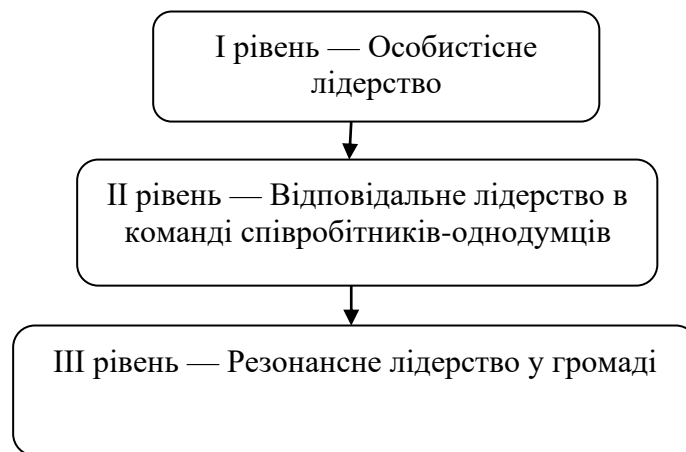 І рівень — Особистісне
лідерство
ІІ рівень — Відповідальне лідерство в
команді співробітників-однодумців
ІІІ рівень — Резонансне лідерство у громаді